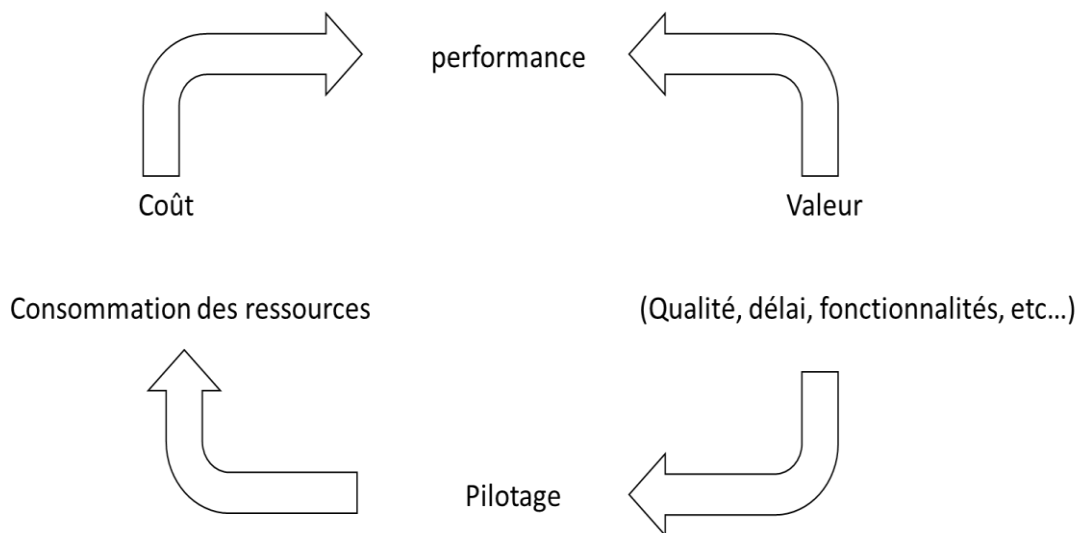 performance
Coût
Valeur
Consommation des ressources
(Qualité, délai, fonctionnalités, etc...)
Pilotage